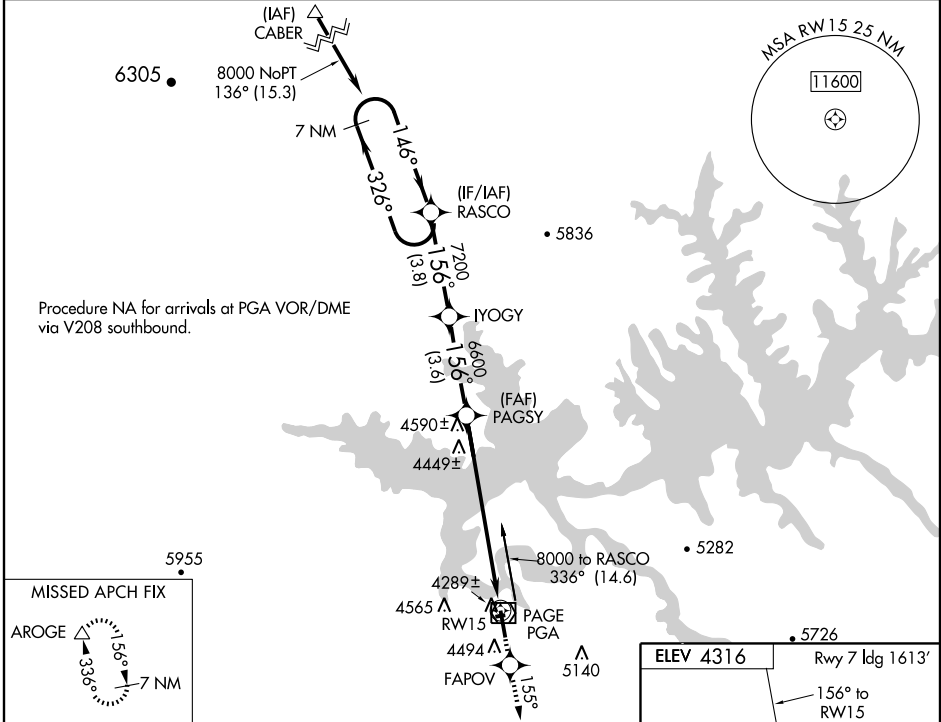 (IAF)
CABER
6305
8000 NoPT
136° (15.3)
7 NM
146°
326°
MSA RW15 25 NM
11600
(IF/IAF)
RASCO
5836
7200
156°
(3.8)
IYOGY
Procedure NA for arrivals at PGA VOR/DME
via V208 southbound.
6600
156°
(3.6)
(FAF)
PAGSY
4590±
4449±
5282
8000 to RASCO
336° (14.6)
5955
4289±
4565
RW15
PAGE
PGA
4494
5140
5726
FAPOV
155°
MISSED APCH FIX
AROGE
156°
336°
7 NM
ELEV 4316
Rwy 7 ldg 1613'
156° to
RW15